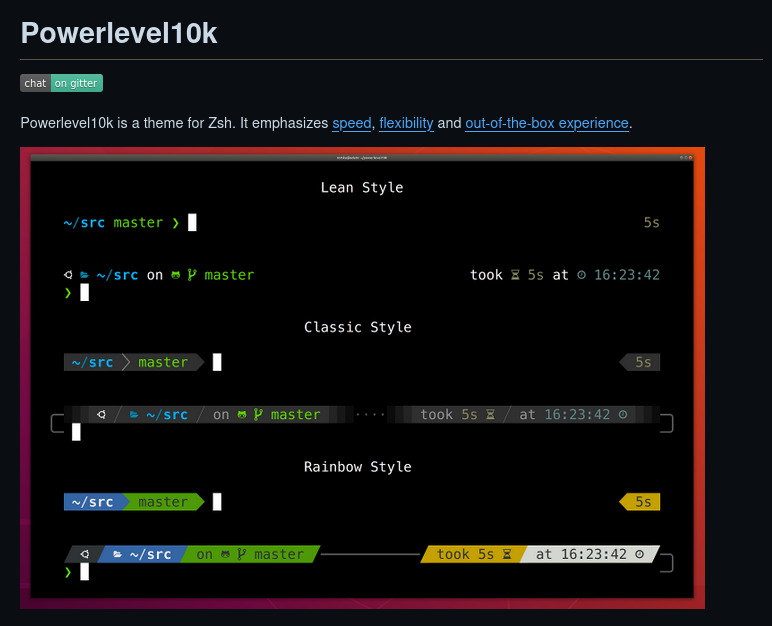 Powerlevel10k
chat on gitter
Powerlevel10k is a theme for Zsh. It emphasizes speed, flexibility and out-of-the-box experience.
Lean Style
~/src master ❯ 5s
~/src on master took 5s at 16:23:42
❯
Classic Style
~/src master 5s
~/src on master ···· took 5s at 16:23:42
Rainbow Style
~/src master 5s
~/src on master took 5s at 16:23:42
❯